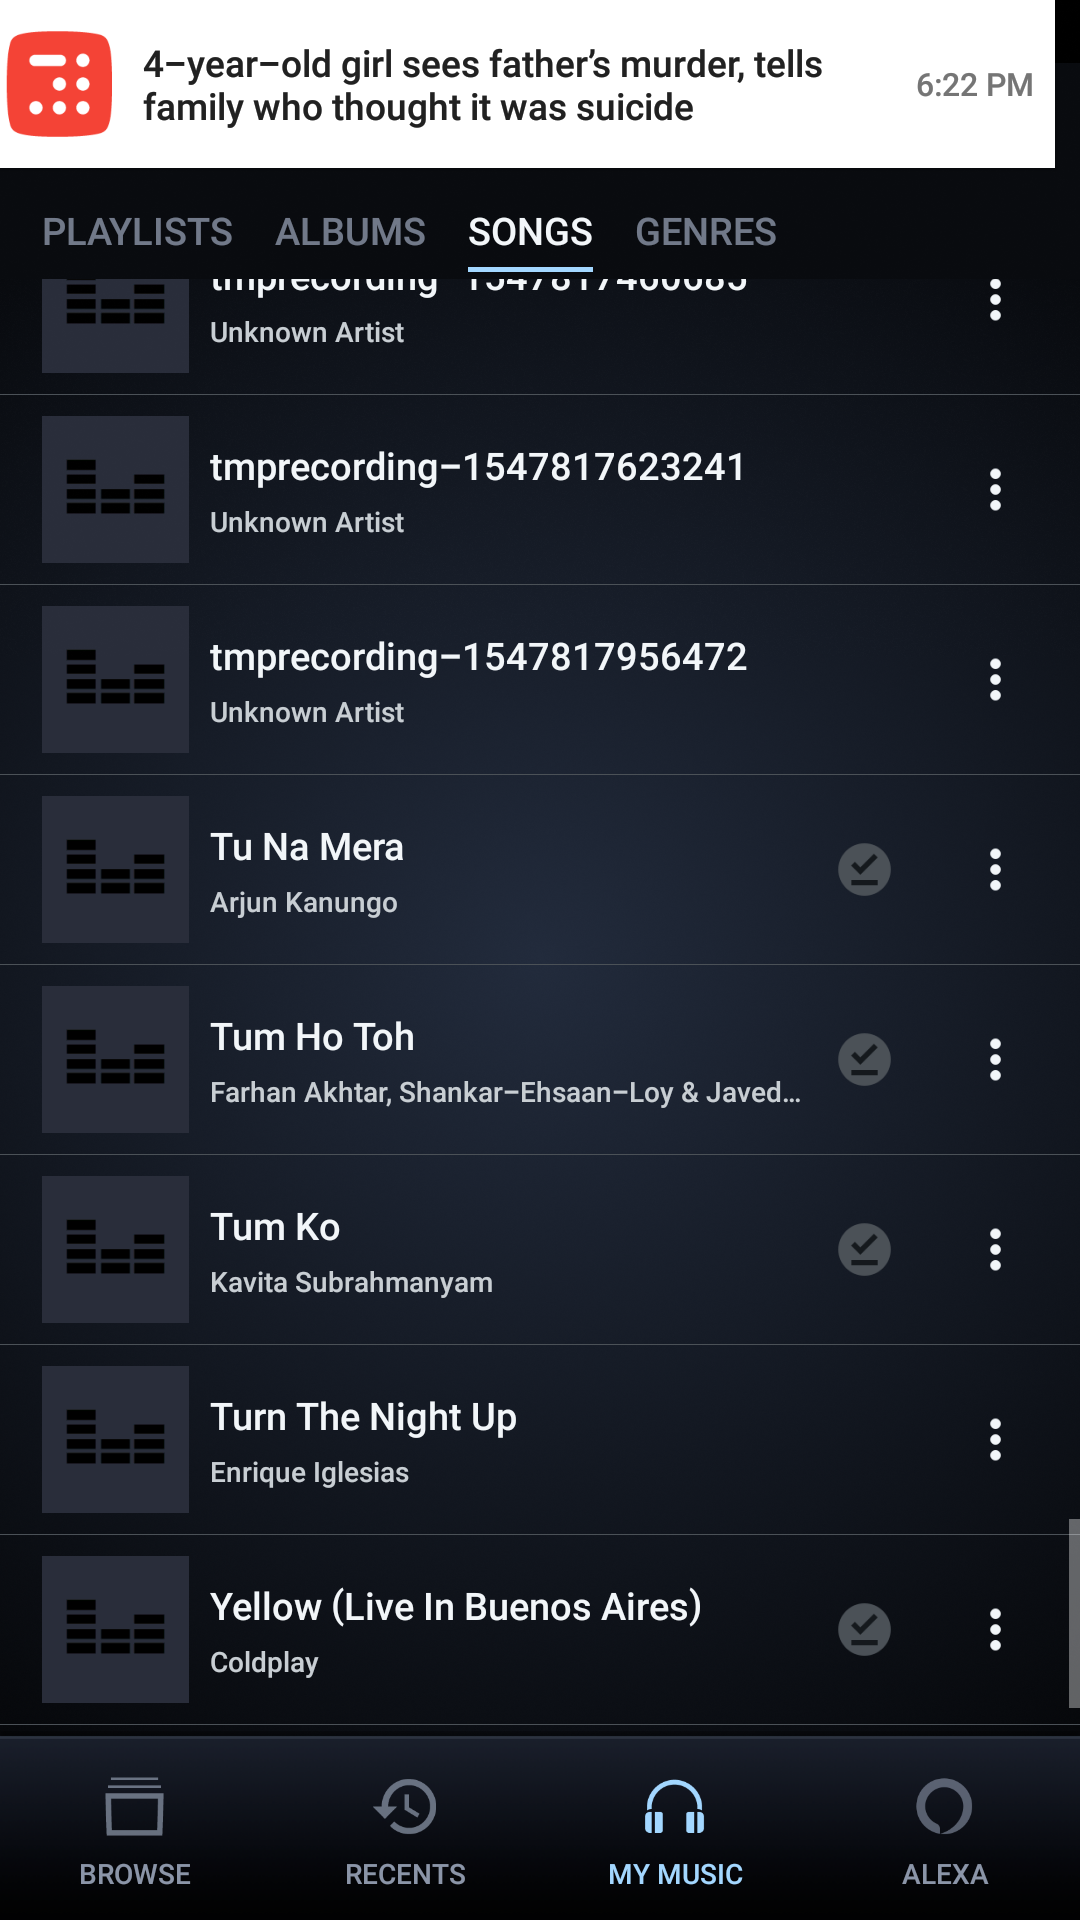 4-year-old girl sees father's murder, tells
family who thought it was suicide
6:22 PM
PLAYLISTS ALBUMS SONGS GENRES
Unknown Artist
tmprecording-1547817623241
Unknown Artist
tmprecording-1547817956472
Unknown Artist
Tu Na Mera
Arjun Kanungo
Tum Ho Toh
Farhan Akhtar, Shankar-Ehsaan-Loy & Javed...
Tum Ko
Kavita Subrahmanyam
Turn The Night Up
Enrique Iglesias
Yellow (Live In Buenos Aires)
Coldplay
BROWSE RECENTS MY MUSIC ALEXA